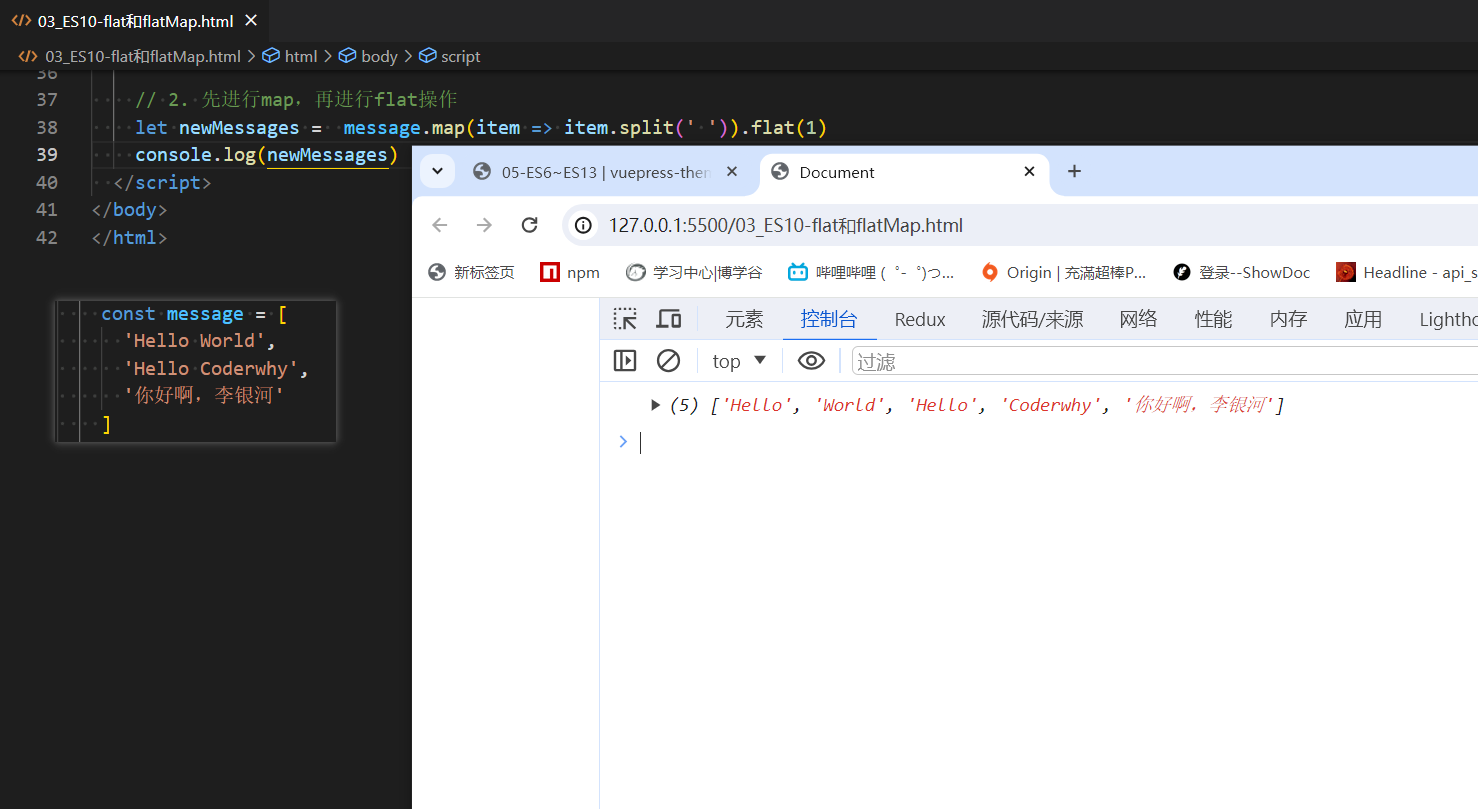 03_ES10-flat和flatMap.html
03_ES10-flat和flatMap.html > html > body > script
36
37 // 2. 先进行map，再进行flat操作
38 let newMessages = message.map(item => item.split(' ')).flat(1)
39 console.log(newMessages)
40 </script>
41 </body>
42 </html>
const message = [
'Hello World',
'Hello Coderwhy',
'你好啊，李银河'
]
05-ES6~ES13 | vuepress-ther
Document
127.0.0.1:5500/03_ES10-flat和flatMap.html
新标签页 npm 学习中心|博学谷 哔哩哔哩 (゜-゜)つ... Origin | 充满超棒P... 登录--ShowDoc Headline - api_s
元素 控制台 Redux 源代码/来源 网络 性能 内存 应用 Lighthc
top 过滤
(5) ['Hello', 'World', 'Hello', 'Coderwhy', '你好啊，李银河']